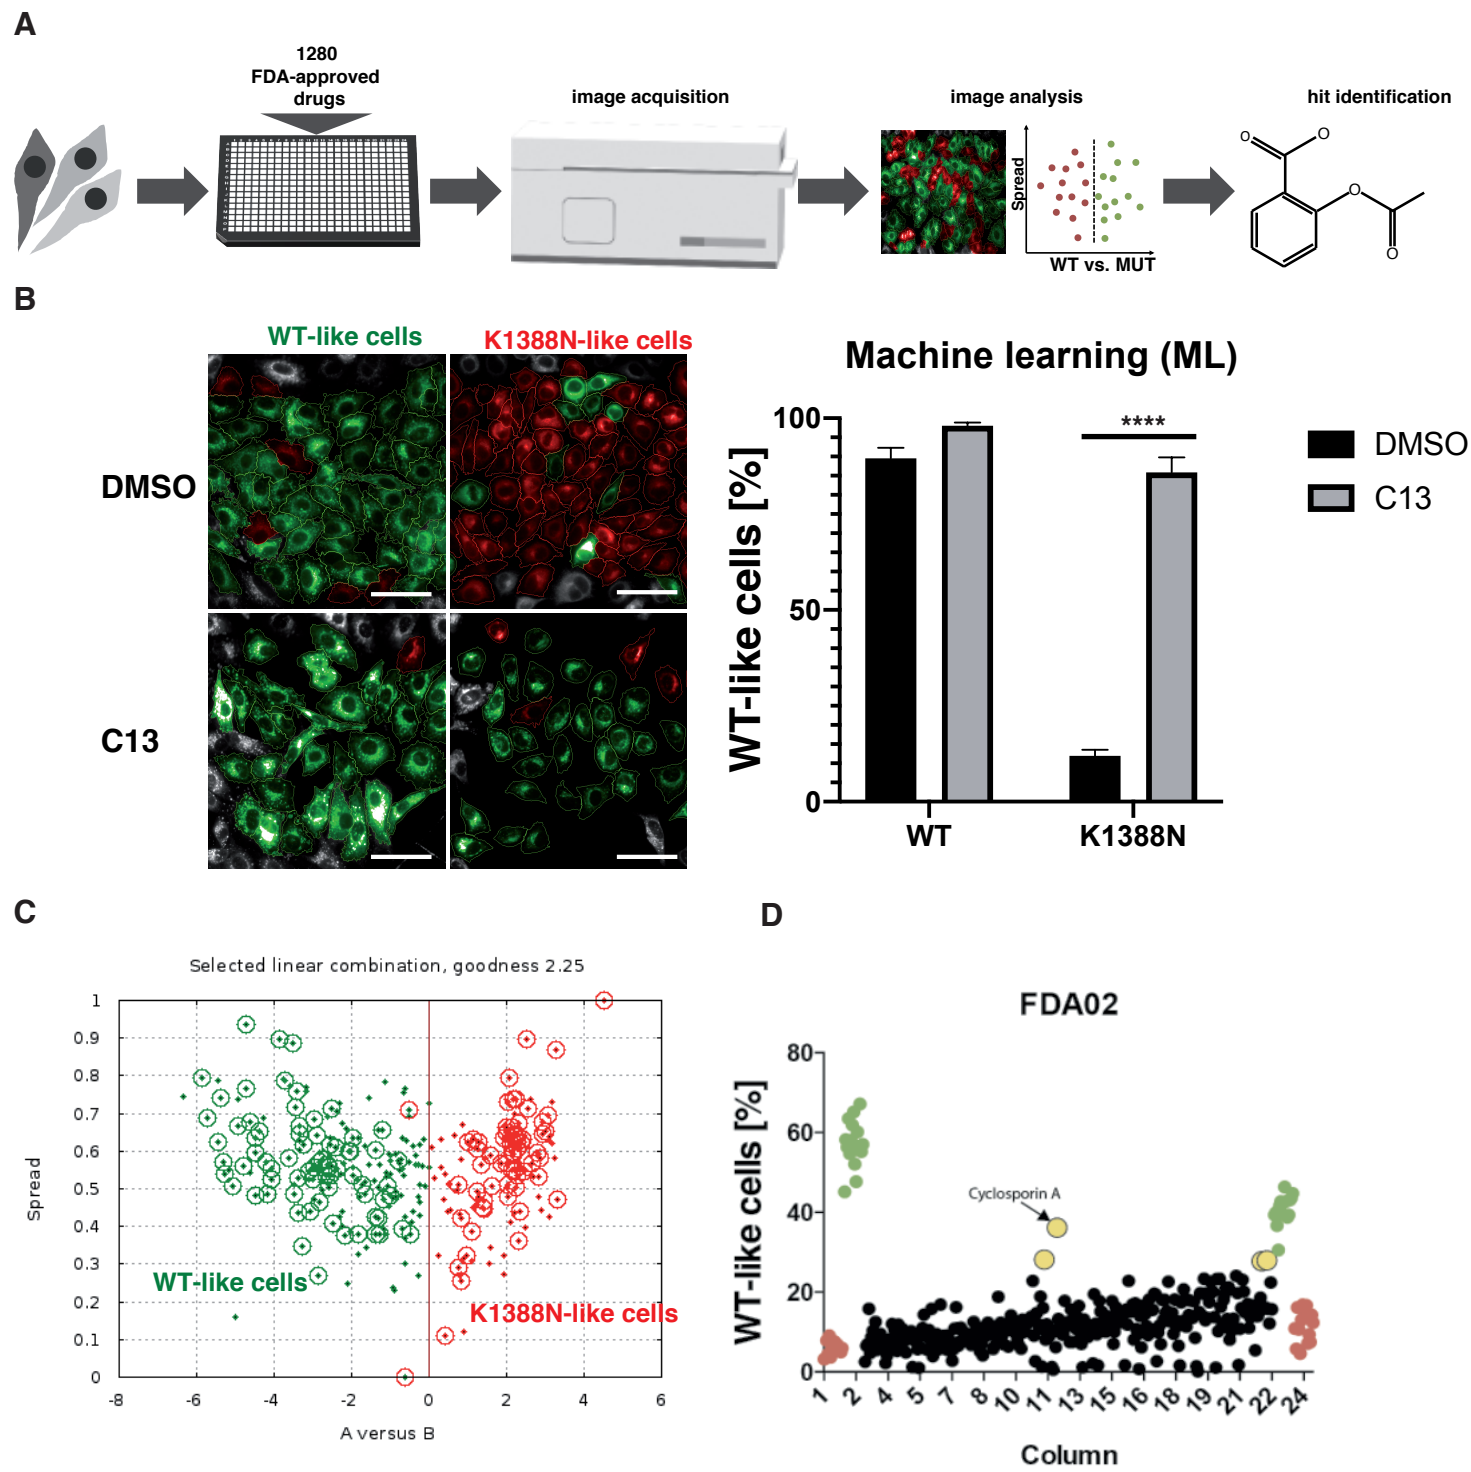 A
1280
FDA-approved
drugs
image acquisition
image analysis
hit identification
Spread
WT vs. MUT
O
O
O
O
B
WT-like cells
K1388N-like cells
DMSO
C13
Machine learning (ML)
WT-like cells [%]
100
50
0
****
WT
K1388N
DMSO
C13
C
Selected linear combination, goodness 2.25
Spread
1
0.9
0.8
0.7
0.6
0.5
0.4
0.3
0.2
0.1
0
WT-like cells
K1388N-like cells
-8 -6 -4 -2 0 2 4 6
A versus B
D
FDA02
WT-like cells [%]
80
60
40
20
0
Cyclosporin A
1 2 4 5 7 8 10 11 13 15 16 18 19 21 22 24
Column